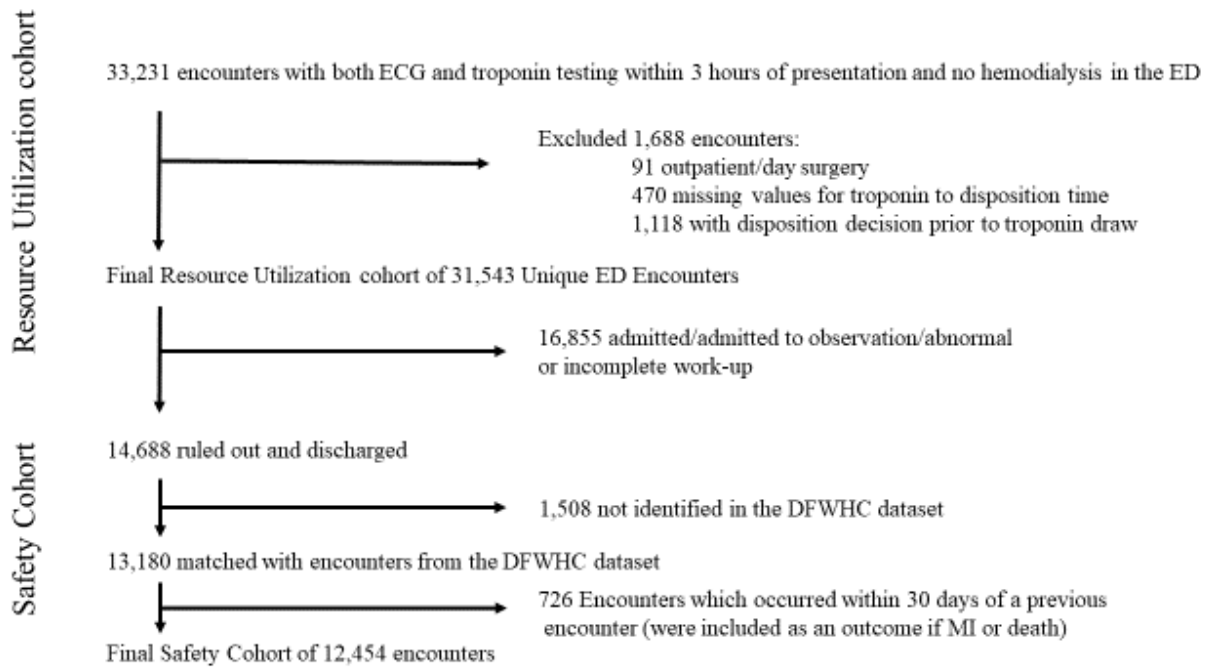 Resource Utilization cohort
33,231 encounters with both ECG and troponin testing within 3 hours of presentation and no hemodialysis in the ED
Excluded 1,688 encounters:
91 outpatient/day surgery
470 missing values for troponin to disposition time
1,118 with disposition decision prior to troponin draw
Final Resource Utilization cohort of 31,543 Unique ED Encounters
16,855 admitted/admitted to observation/abnormal
or incomplete work-up
Safety Cohort
14,688 ruled out and discharged
1,508 not identified in the DFWHC dataset
13,180 matched with encounters from the DFWHC dataset
726 Encounters which occurred within 30 days of a previous
encounter (were included as an outcome if MI or death)
Final Safety Cohort of 12,454 encounters